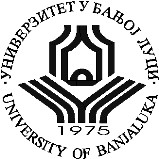 УНИВЕРЗИТЕТ У БАЊОЈ ЛУЦИ
1975
UNIVERSITY OF BANJALUKA